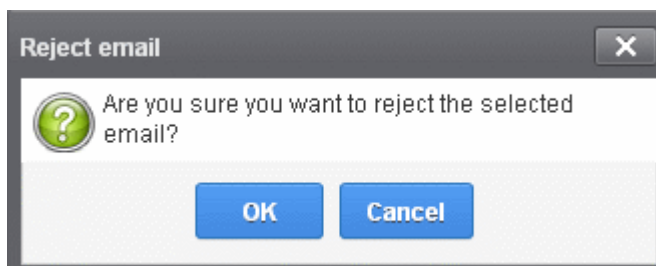 Reject email
Are you sure you want to reject the selected
email?
OK
Cancel